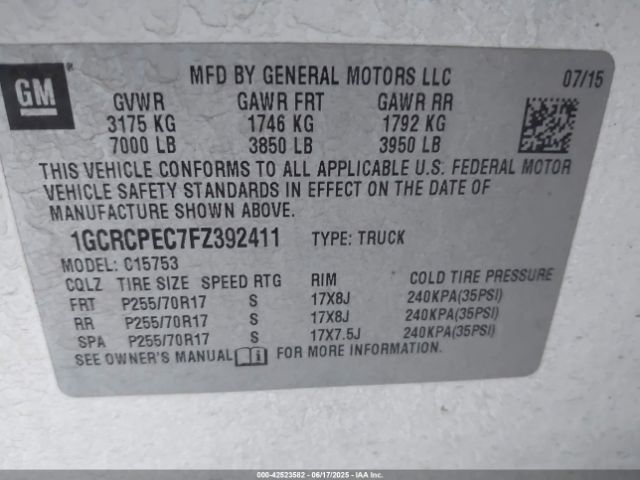 GM
MFD BY GENERAL MOTORS LLC 07/15
GVWR GAWR FRT GAWR RR
3175 KG 1746 KG 1792 KG
7000 LB 3850 LB 3950 LB
THIS VEHICLE CONFORMS TO ALL APPLICABLE U.S. FEDERAL MOTOR
VEHICLE SAFETY STANDARDS IN EFFECT ON THE DATE OF
MANUFACTURE SHOWN ABOVE.
1GCRCPEC7FZ392411 TYPE: TRUCK
MODEL: C15753
CQLZ TIRE SIZE SPEED RTG RIM COLD TIRE PRESSURE
FRT P255/70R17 S 17X8J 240KPA(35PSI)
RR P255/70R17 S 17X8J 240KPA(35PSI)
SPA P255/70R17 S 17X7.5J 240KPA(35PSI)
SEE OWNER'S MANUAL FOR MORE INFORMATION.
000-42523582 - 06/17/2025 - IAAI.COM